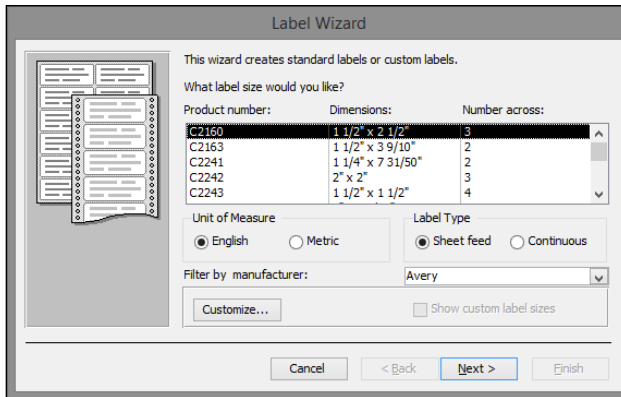 Label Wizard
This wizard creates standard labels or custom labels.
What label size would you like?
Product number: Dimensions: Number across:
C2160 1 1/2" x 2 1/2" 3
C2163 1 1/2" x 3 9/10" 2
C2241 1 1/4" x 7 31/50" 2
C2242 2" x 2" 3
C2243 1 1/2" x 1 1/2" 4
Unit of Measure Label Type
English Metric Sheet feed Continuous
Filter by manufacturer: Avery
Customize... Show custom label sizes
Cancel < Back Next > Finish